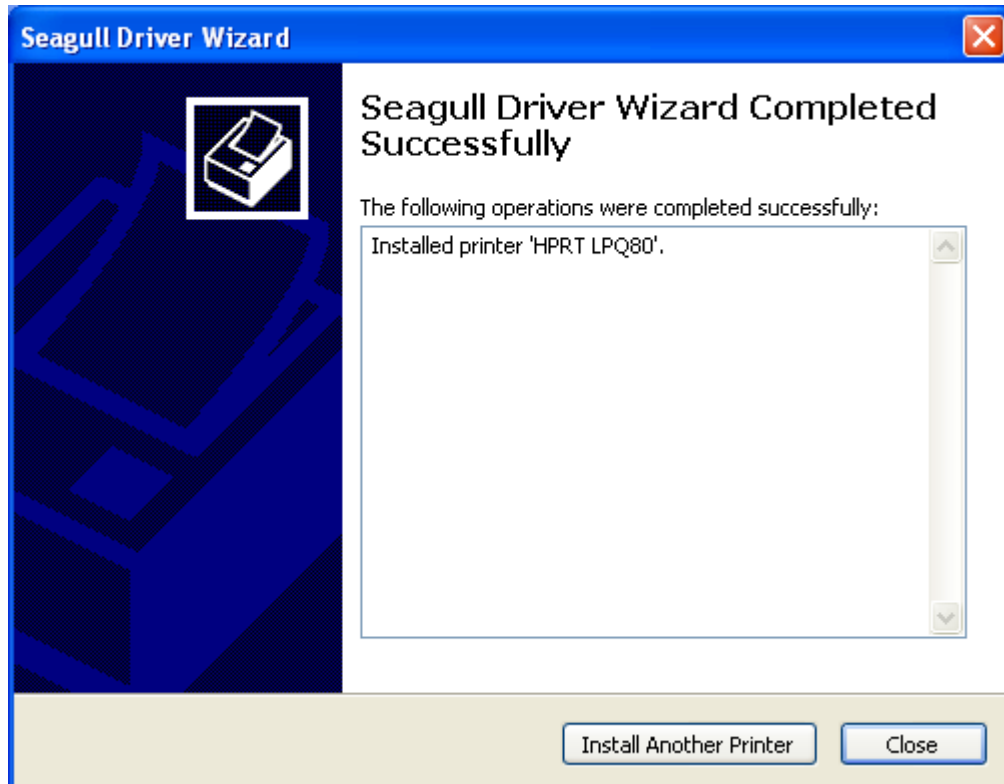 Seagull Driver Wizard
Seagull Driver Wizard Completed
Successfully
The following operations were completed successfully:
Installed printer 'HPRT LPQ80'.
Install Another Printer
Close